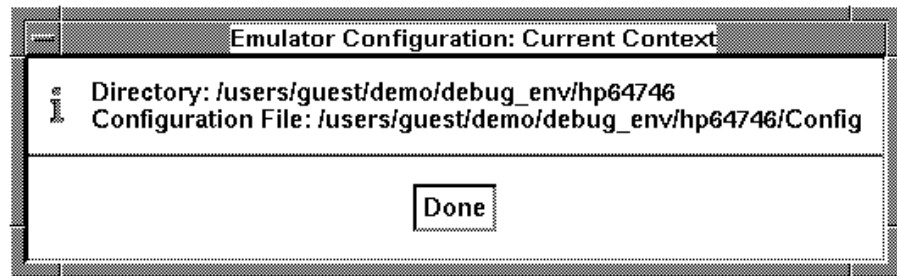 Emulator Configuration: Current Context
Directory: /users/guest/demo/debug_env/hp64746
Configuration File: /users/guest/demo/debug_env/hp64746/Config
Done